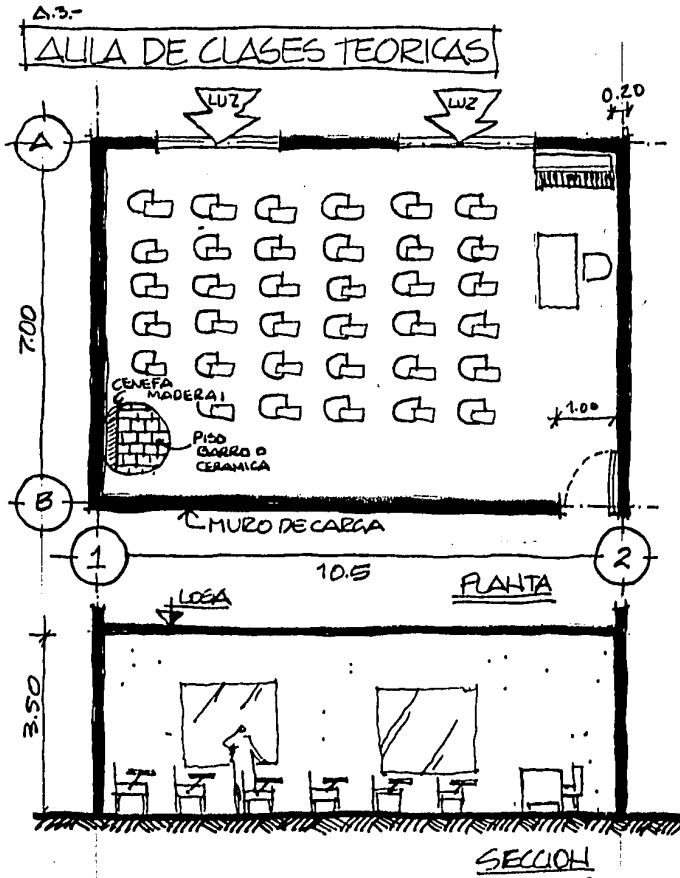 A.3.-
AULA DE CLASES TEORICAS
LUZ
LUZ
0.20
A
7.00
CENEFA
MADERA
1.00
PISO
BARRO O
CERAMICA
B
MURO DE CARGA
1
10.5
2
PLANTA
LOSA
3.50
SECCION